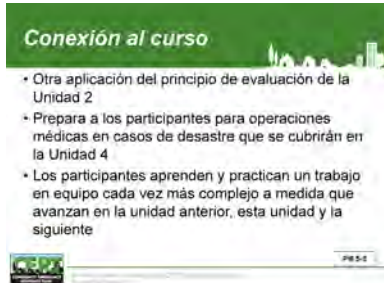 Conexión al curso
• Otra aplicación del principio de evaluación de la
Unidad 2
• Prepara a los participantes para operaciones
médicas en casos de desastre que se cubrirán en
la Unidad 4
• Los participantes aprenden y practican un trabajo
en equipo cada vez más complejo a medida que
avanzan en la unidad anterior, esta unidad y la
siguiente
CERT